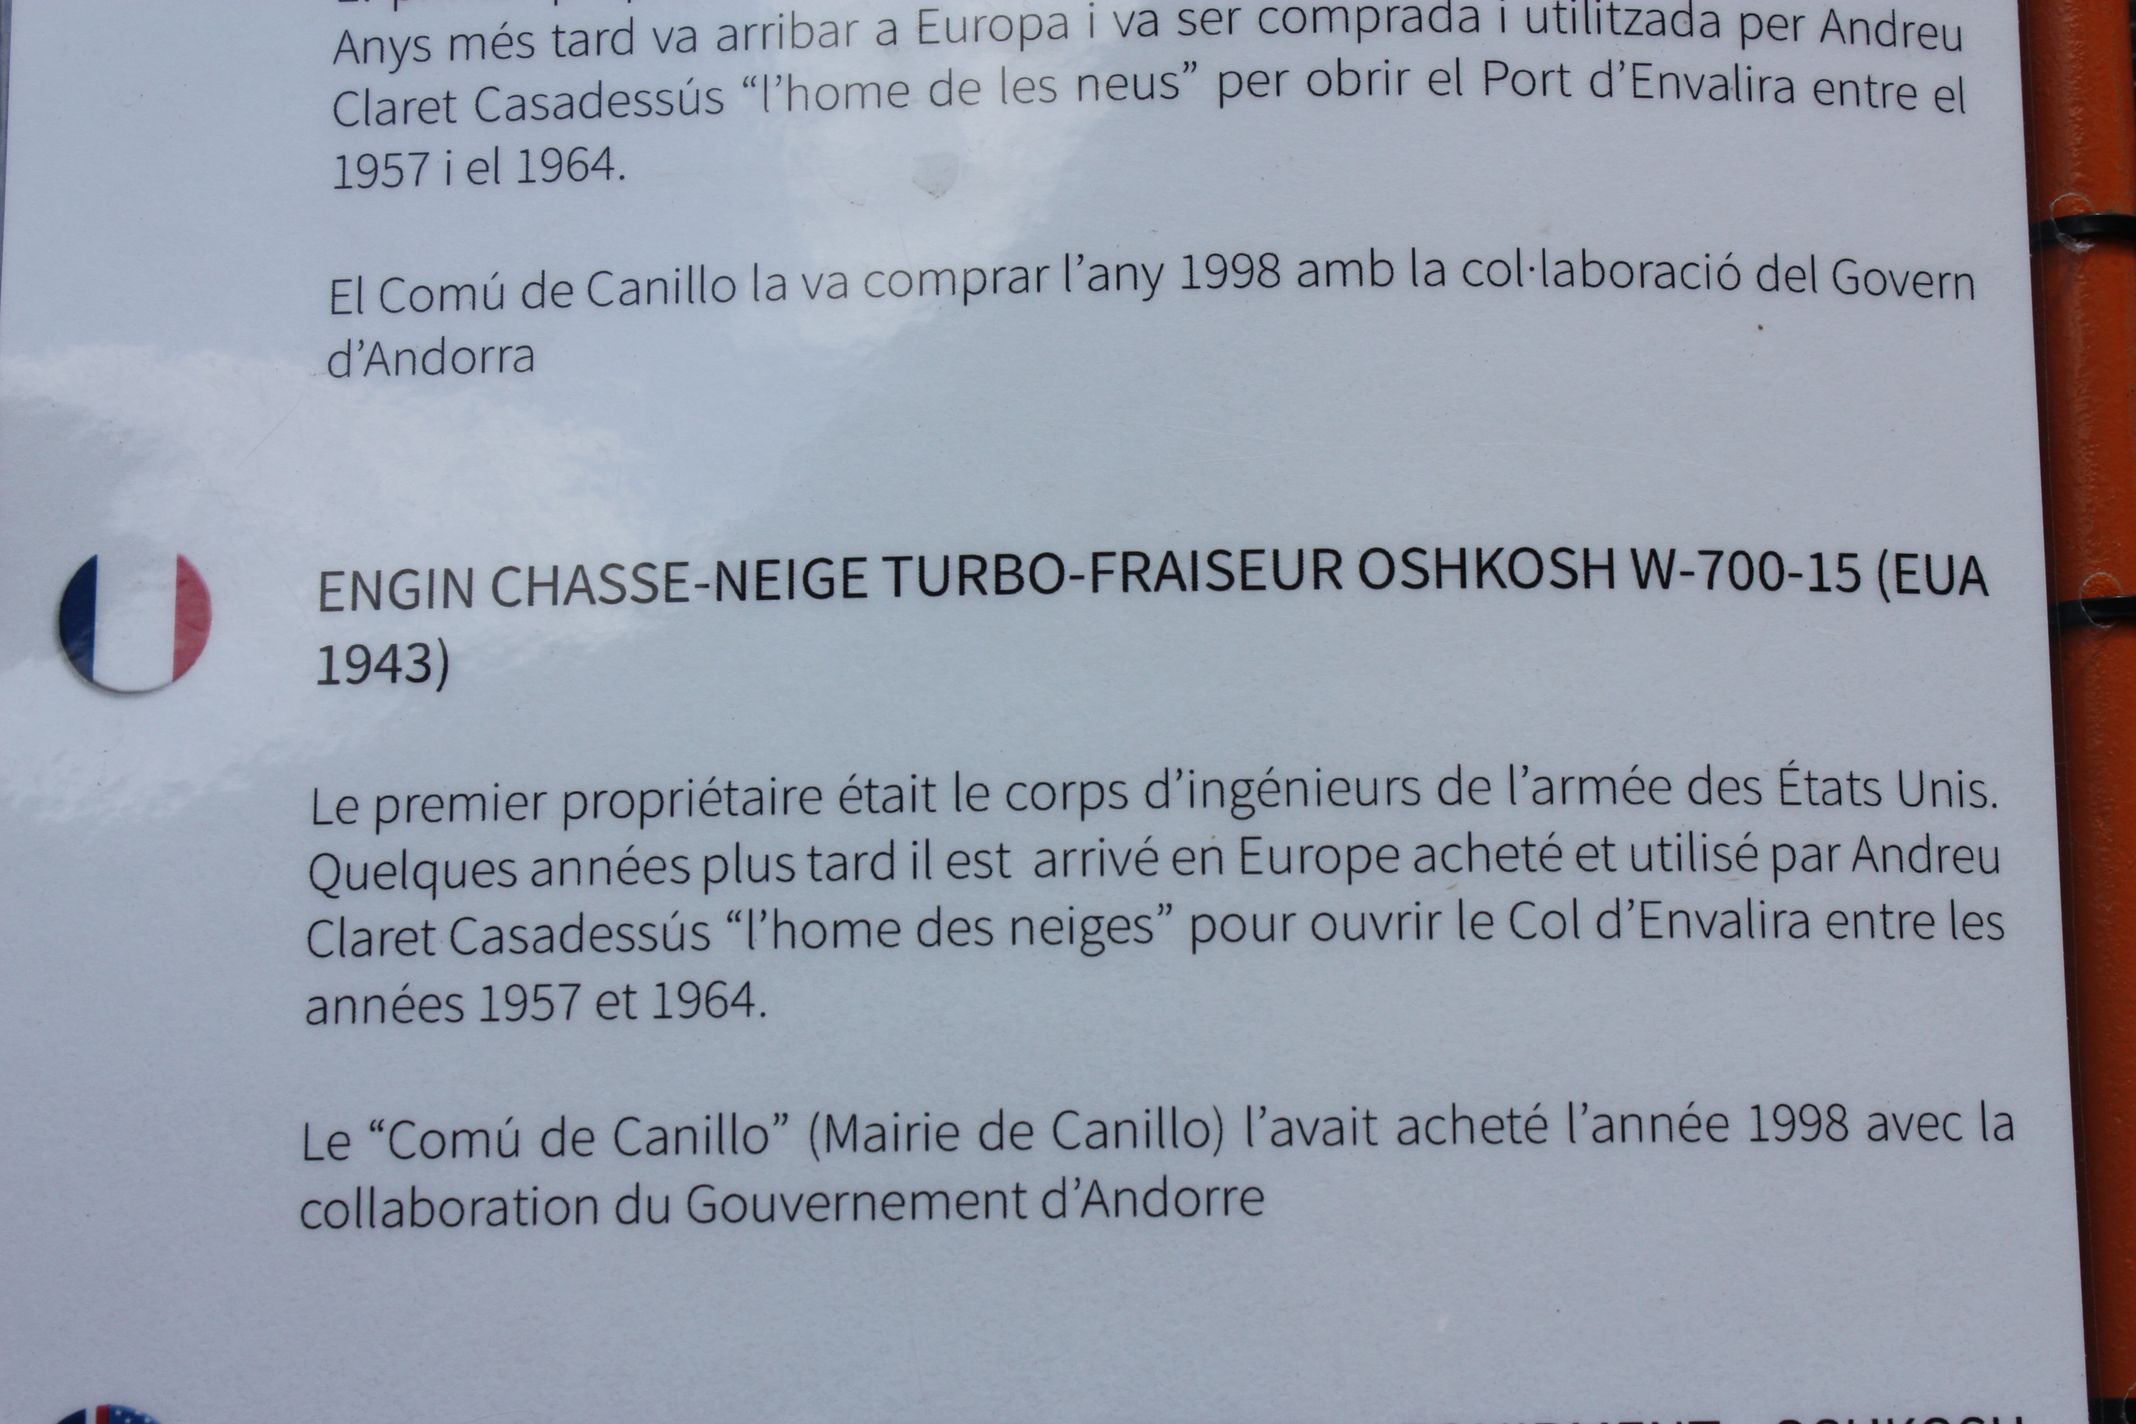 Anys més tard va arribar a Europa i va ser comprada i utilitzada per Andreu
Claret Casadessús “l’home de les neus” per obrir el Port d’Envalira entre el
1957 i el 1964.
El Comú de Canillo la va comprar l’any 1998 amb la col·laboració del Govern
d’Andorra
ENGIN CHASSE-NEIGE TURBO-FRAISEUR OSHKOSH W-700-15 (EUA
1943)
Le premier propriétaire était le corps d’ingénieurs de l’armée des États Unis.
Quelques années plus tard il est arrivé en Europe acheté et utilisé par Andreu
Claret Casadessús “l’home des neiges” pour ouvrir le Col d’Envalira entre les
années 1957 et 1964.
Le “Comú de Canillo” (Mairie de Canillo) l’avait acheté l’année 1998 avec la
collaboration du Gouvernement d’Andorre
OSHKOSH